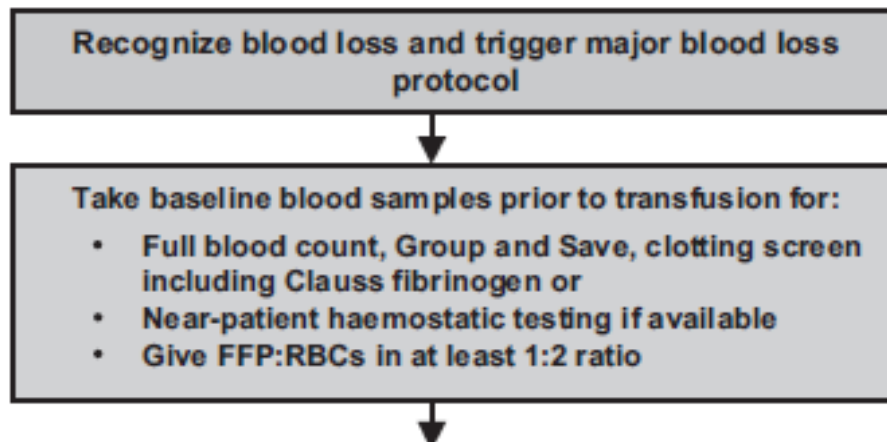 Recognize blood loss and trigger major blood loss
protocol
Take baseline blood samples prior to transfusion for:
• Full blood count, Group and Save, clotting screen
including Clauss fibrinogen or
• Near-patient haemostatic testing if available
• Give FFP:RBCs in at least 1:2 ratio